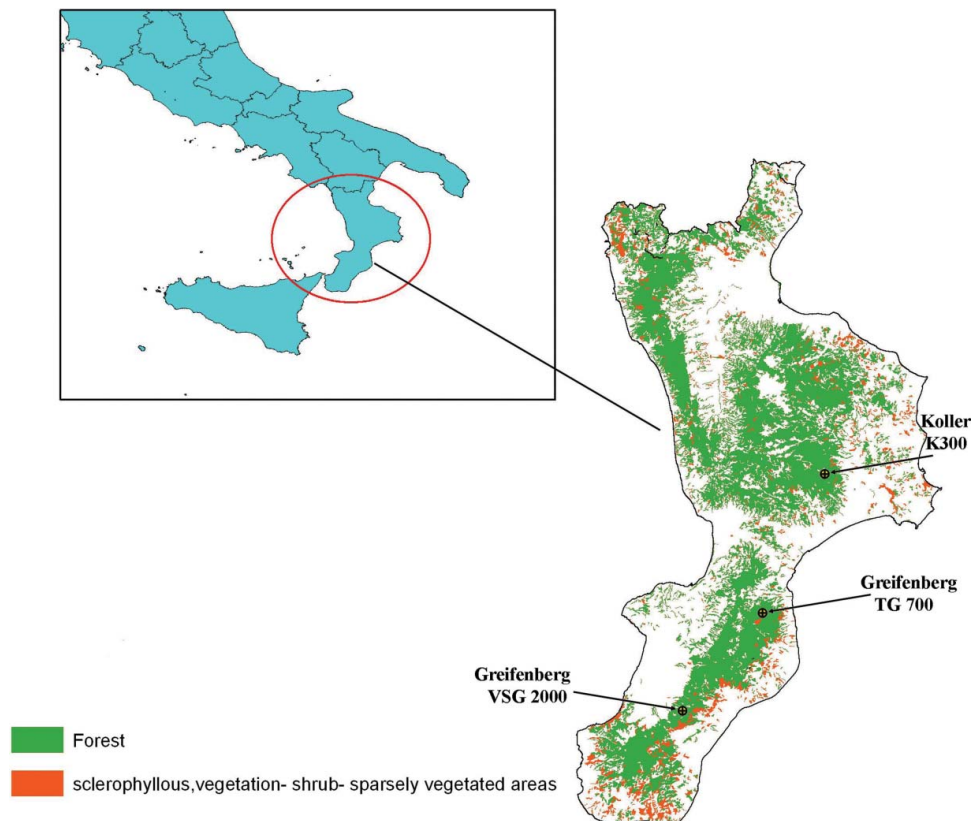 Koller
K300
Greifenberg
TG 700
Greifenberg
VSG 2000
Forest
sclerophyllous,vegetation- shrub- sparsely vegetated areas